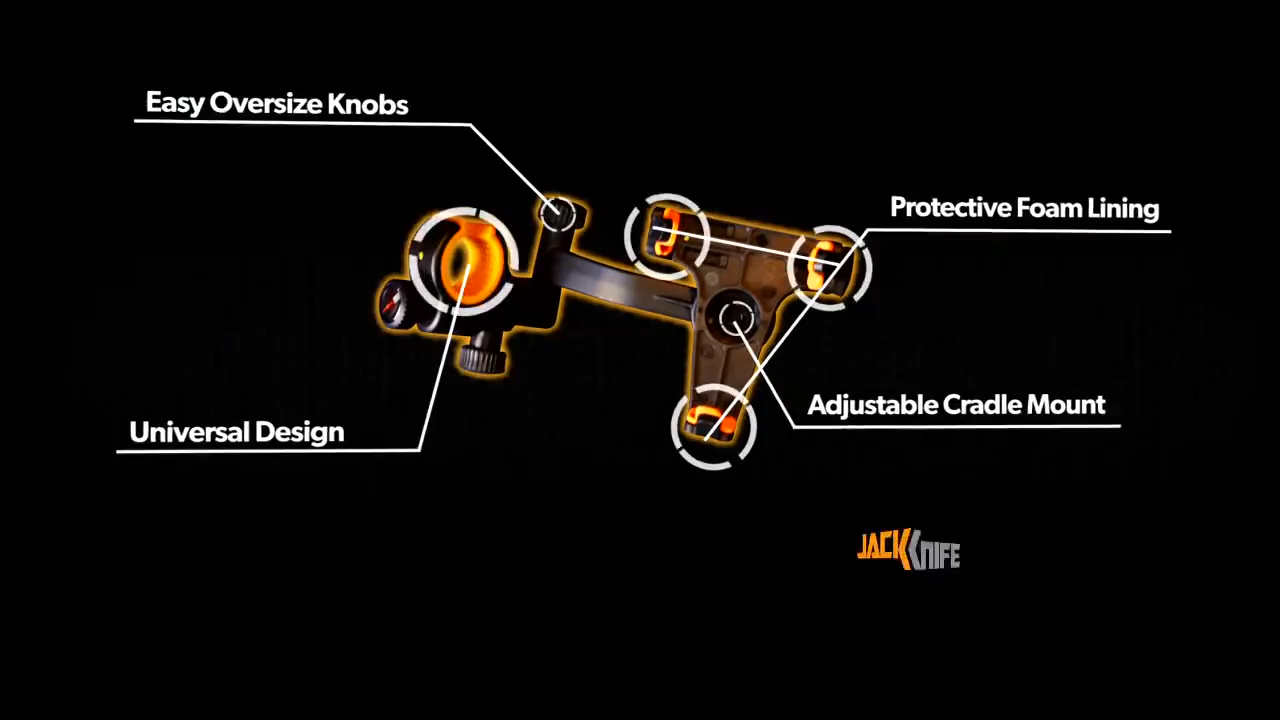 Easy Oversize Knobs
Protective Foam Lining
Adjustable Cradle Mount
Universal Design
JACKKNIFE